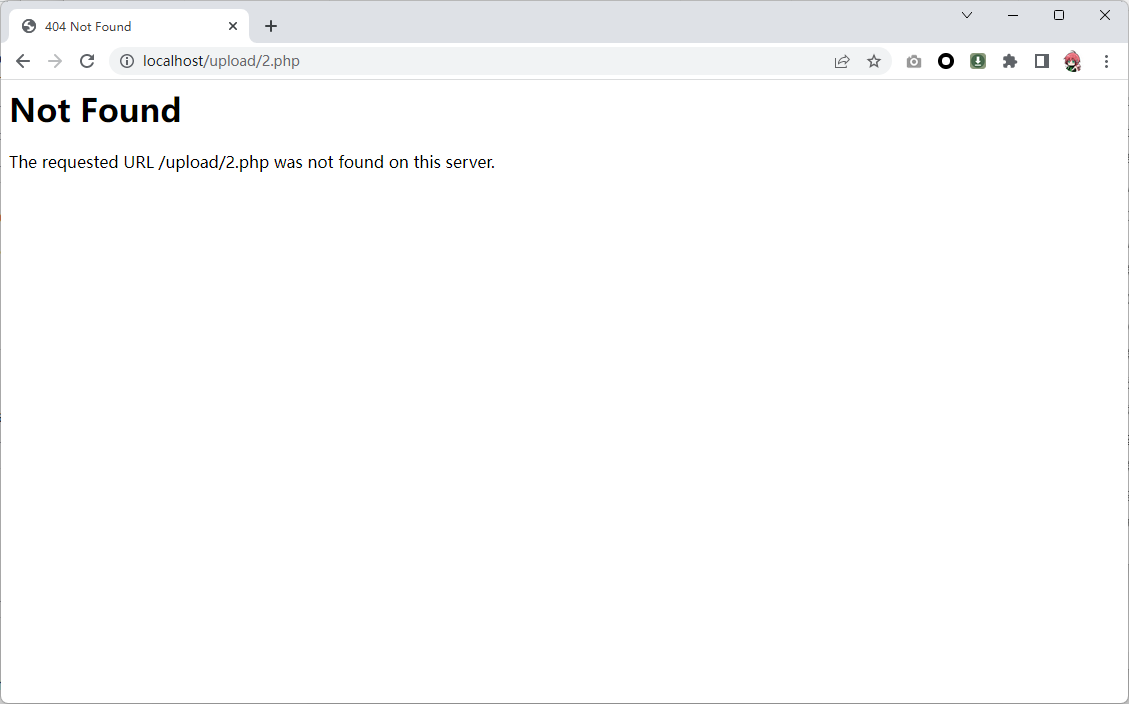 404 Not Found
localhost/upload/2.php
Not Found
The requested URL /upload/2.php was not found on this server.